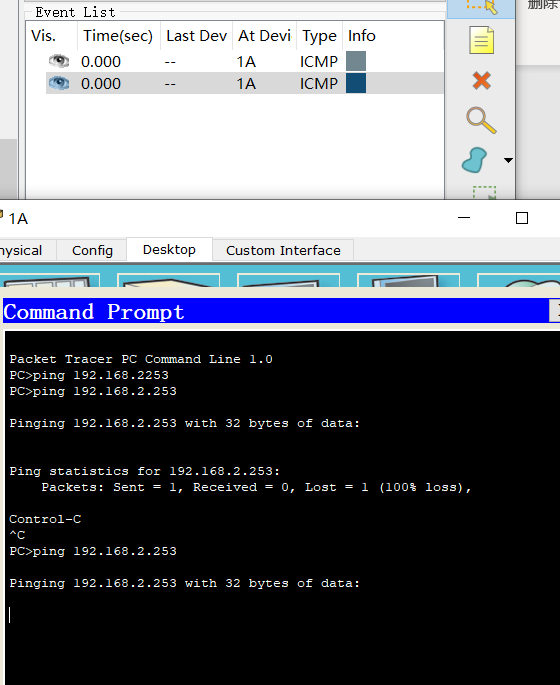 删除
Event List
Vis. Time(sec) Last Dev At Devi Type Info
0.000 -- 1A ICMP
0.000 -- 1A ICMP
1A
hysical Config Desktop Custom Interface
Command Prompt
Packet Tracer PC Command Line 1.0
PC>ping 192.168.2253
PC>ping 192.168.2.253
Pinging 192.168.2.253 with 32 bytes of data:
Ping statistics for 192.168.2.253:
Packets: Sent = 1, Received = 0, Lost = 1 (100% loss),
Control-C
^C
PC>ping 192.168.2.253
Pinging 192.168.2.253 with 32 bytes of data: